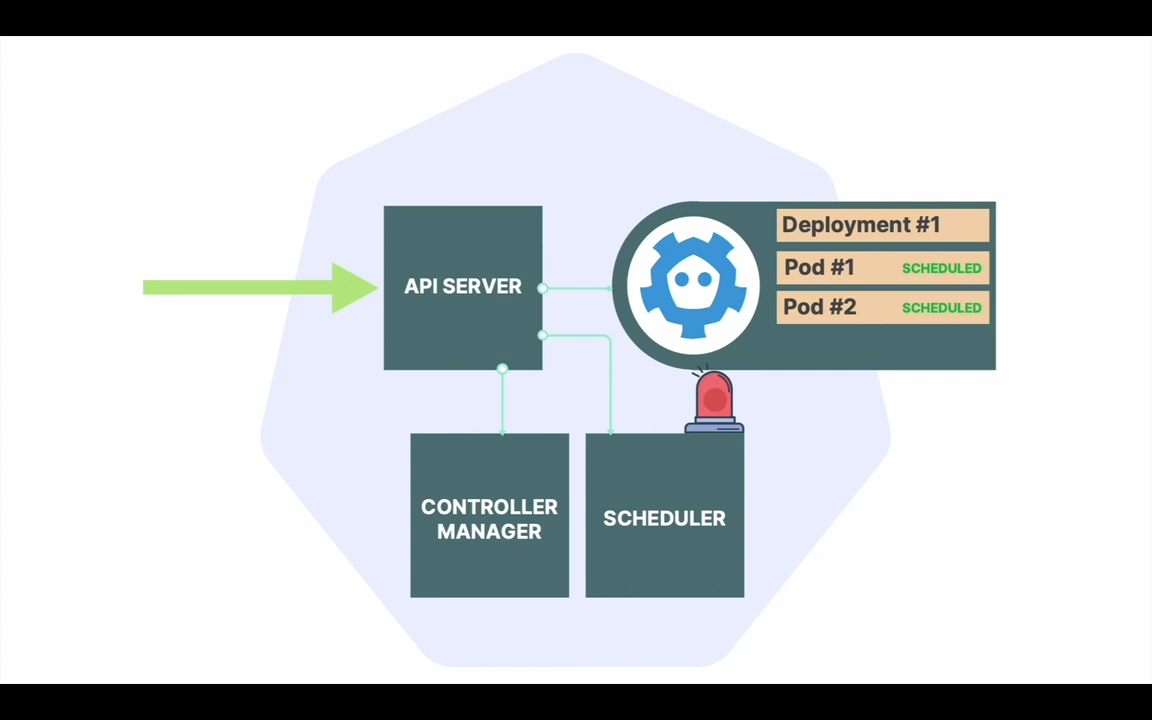 API SERVER
Deployment #1
Pod #1 SCHEDULED
Pod #2 SCHEDULED
CONTROLLER
MANAGER
SCHEDULER